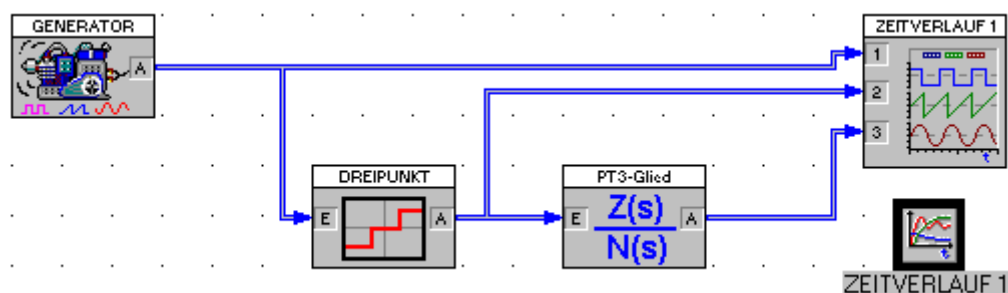 GENERATOR
A
ZEITVERLAUF 1
1
2
3
t
DREIPUNKT
E
A
PT3-Glied
E
Z(s)
N(s)
A
t
ZEITVERLAUF 1